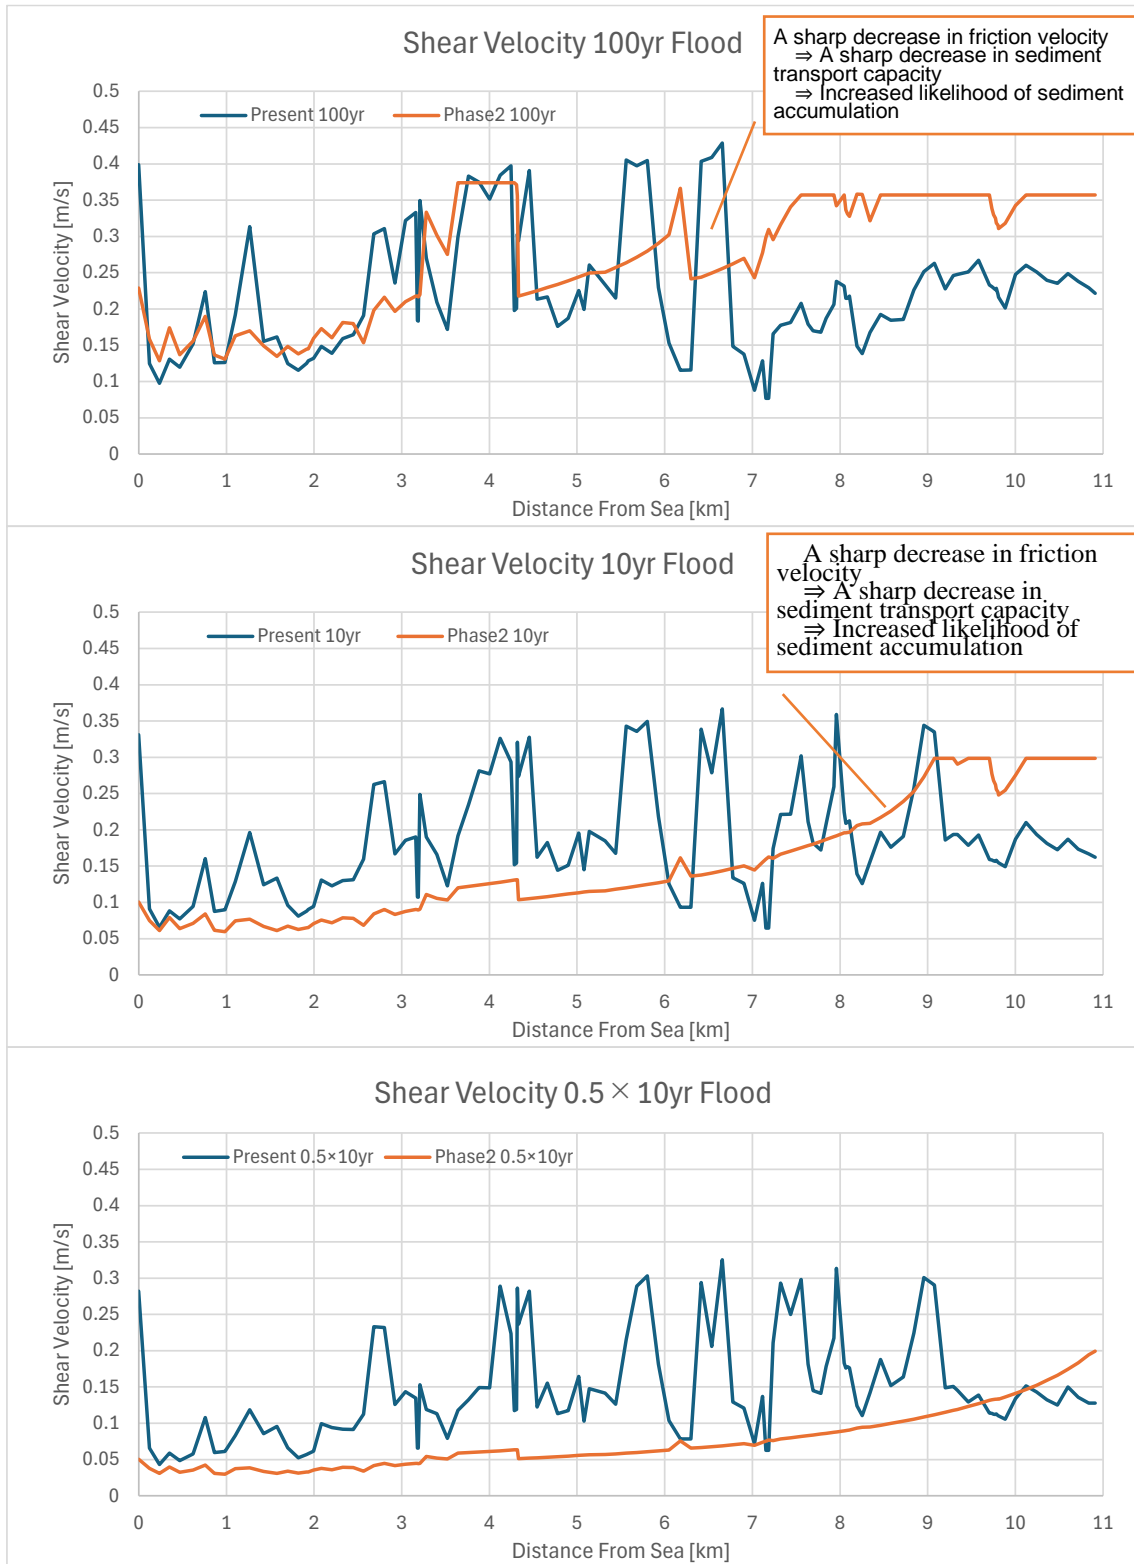 Shear Velocity 100yr Flood
A sharp decrease in friction velocity
⇒ A sharp decrease in sediment
transport capacity
⇒ Increased likelihood of sediment
accumulation
Present 100yr
Phase2 100yr
Shear Velocity [m/s]
0.5
0.45
0.4
0.35
0.3
0.25
0.2
0.15
0.1
0.05
0
0 1 2 3 4 5 6 7 8 9 10 11
Distance From Sea [km]
Shear Velocity 10yr Flood
A sharp decrease in friction
velocity
⇒ A sharp decrease in
sediment transport capacity
⇒ Increased likelihood of
sediment accumulation
Present 10yr
Phase2 10yr
Shear Velocity [m/s]
0.5
0.45
0.4
0.35
0.3
0.25
0.2
0.15
0.1
0.05
0
0 1 2 3 4 5 6 7 8 9 10 11
Distance From Sea [km]
Shear Velocity 0.5×10yr Flood
Present 0.5×10yr
Phase2 0.5×10yr
Shear Velocity [m/s]
0.5
0.45
0.4
0.35
0.3
0.25
0.2
0.15
0.1
0.05
0
0 1 2 3 4 5 6 7 8 9 10 11
Distance From Sea [km]